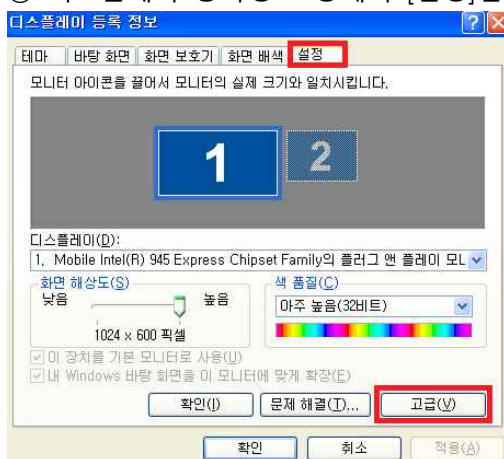 디스플레이 등록 정보
테마 바탕 화면 화면 보호기 화면 배색 설정
모니터 아이콘을 끌어서 모니터의 실제 크기와 일치시킵니다.
1 2
디스플레이(D):
1. Mobile Intel(R) 945 Express Chipset Family의 플러그 앤 플레이 모
화면 해상도(S) 색 품질(C)
낮음 높음 아주 높음(32비트)
1024 x 600 픽셀
이 장치를 기본 모니터로 사용(U)
내 Windows 바탕 화면을 이 모니터에 맞게 확장(E)
확인(I) 문제 해결(T)... 고급(V)
확인 취소 적용(A)